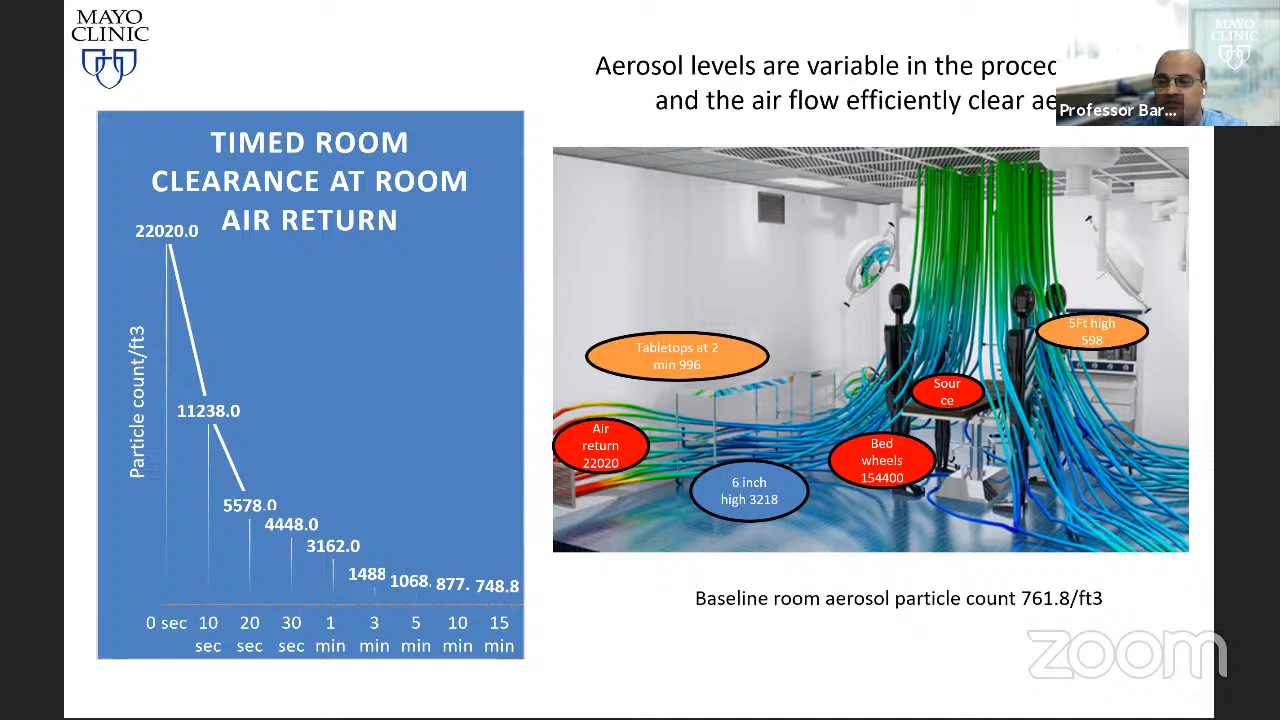 MAYO
CLINIC
Aerosol levels are variable in the proced
and the air flow efficiently clear ae
MAYO
CLINIC
Professor Bar...
TIMED ROOM
CLEARANCE AT ROOM
AIR RETURN
Particle count/ft3
22020.0
11238.0
5578.0
4448.0
3162.0
1488
1068.
877.
748.8
0 sec
10
sec
20
sec
30
sec
1
min
3
min
5
min
10
min
15
min
Tabletops at 2
min 996
5Ft high
598
Sour
ce
Air
return
22020
Bed
wheels
154400
6 inch
high 3218
Baseline room aerosol particle count 761.8/ft3
zoom